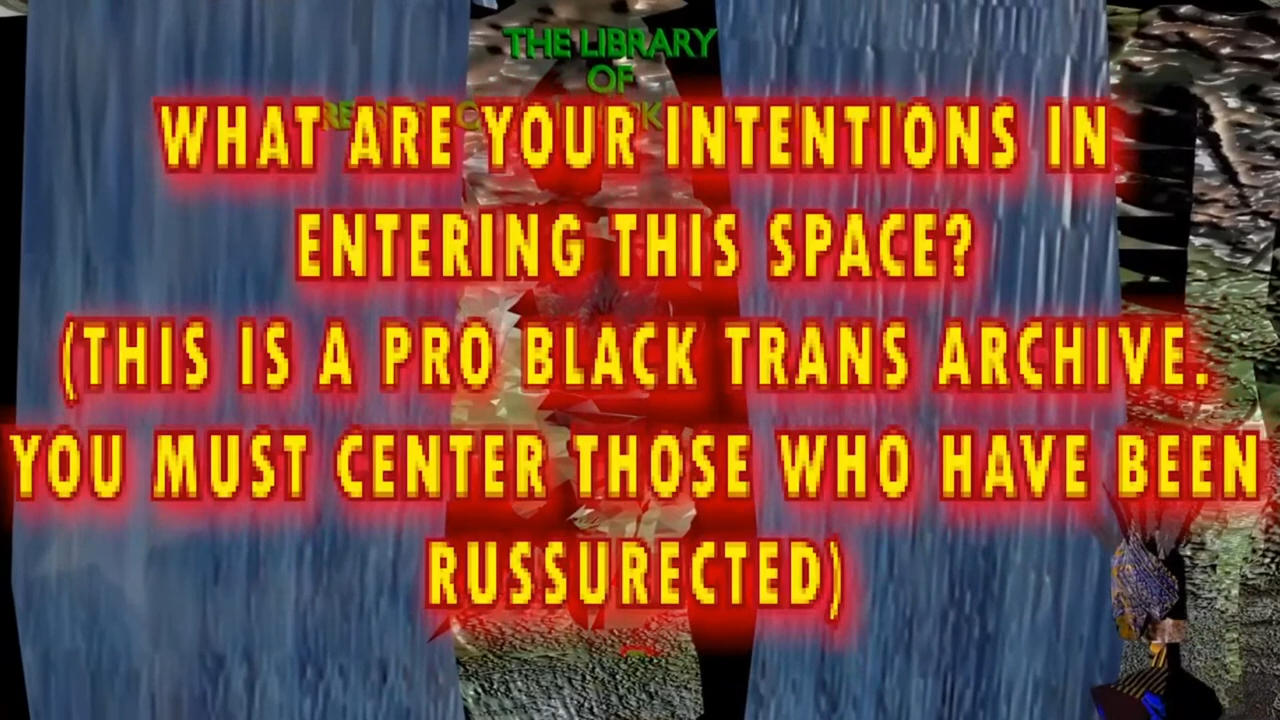 THE LIBRARY
OF
WHAT ARE YOUR INTENTIONS IN
ENTERING THIS SPACE?
(THIS IS A PRO BLACK TRANS ARCHIVE.
YOU MUST CENTER THOSE WHO HAVE BEEN
RUSSURECTED)